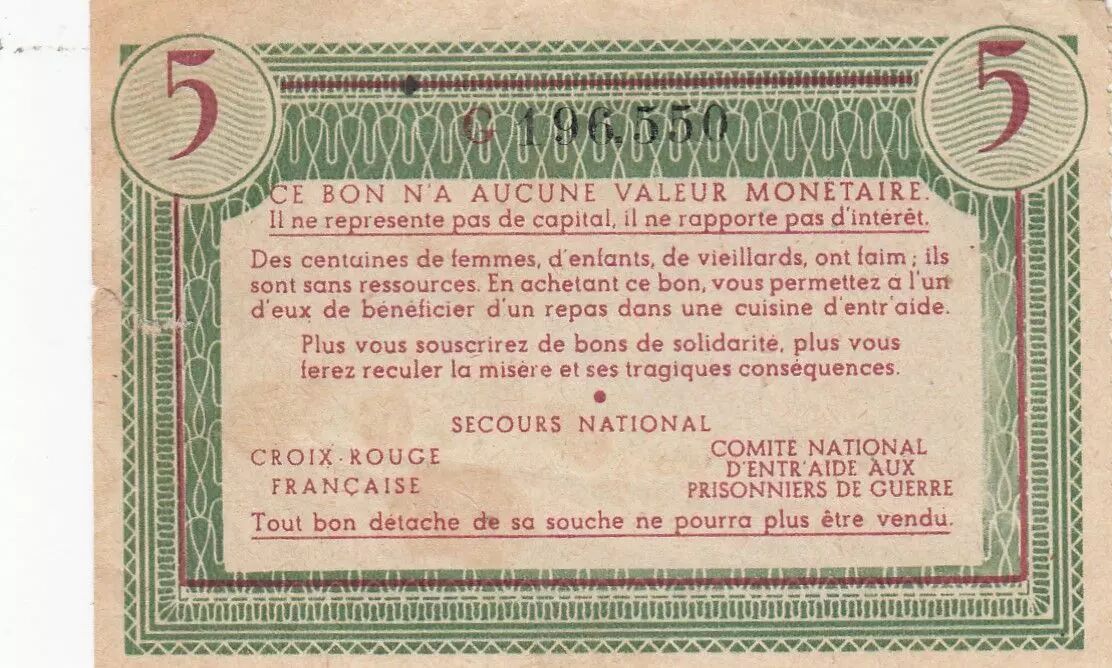 5 5
G 196,550
CE BON N'A AUCUNE VALEUR MONETAIRE.
Il ne represente pas de capital, il ne rapporte pas d'intérêt.
Des centaines de femmes, d'enfants, de vieillards, ont faim ; ils
sont sans ressources. En achetant ce bon, vous permettez a l'un
d'eux de bénéficier d'un repas dans une cuisine d'entr'aide.
Plus vous souscrirez de bons de solidarité, plus vous
ferez reculer la misère et ses tragiques conséquences.
SECOURS NATIONAL
CROIX-ROUGE
FRANÇAISE
COMITE NATIONAL
D'ENTR'AIDE AUX
PRISONNIERS DE GUERRE
Tout bon détache de sa souche ne pourra plus être vendu.